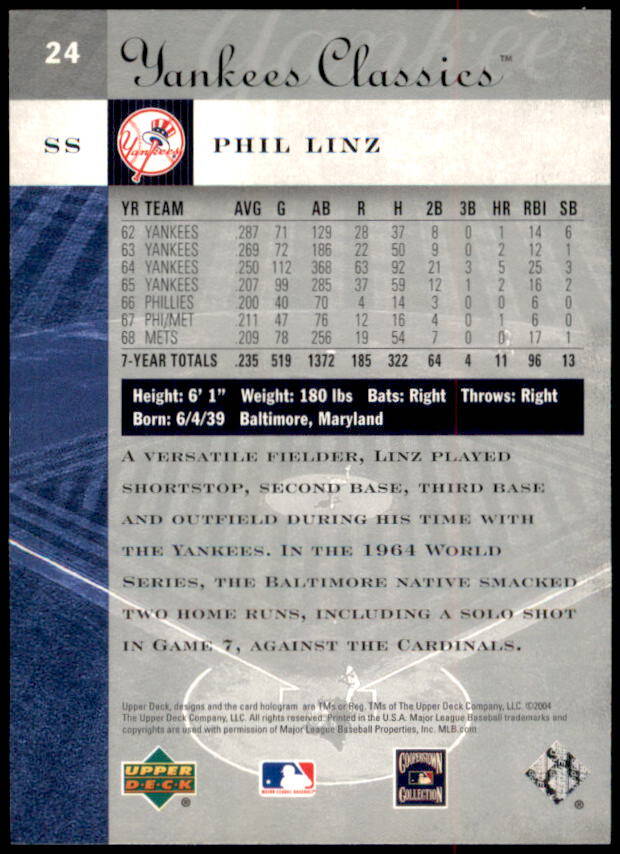 24
Yankees Classics™
SS
Yankees
PHIL LINZ
YR TEAM AVG G AB R H 2B 3B HR RBI SB
62 YANKEES .287 71 129 28 37 8 0 1 14 6
63 YANKEES .269 72 186 22 50 9 0 2 12 1
64 YANKEES .250 112 368 63 92 21 3 5 25 3
65 YANKEES .207 99 285 37 59 12 1 2 16 2
66 PHILLIES .200 40 70 4 14 3 0 0 6 0
67 PHI/MET .211 47 76 12 16 4 0 1 6 0
68 METS .209 78 256 19 54 7 0 0 17 1
7-YEAR TOTALS .235 519 1372 185 322 64 4 11 96 13
Height: 6' 1" Weight: 180 lbs Bats: Right Throws: Right
Born: 6/4/39 Baltimore, Maryland
A VERSATILE FIELDER, LINZ PLAYED
SHORTSTOP, SECOND BASE, THIRD BASE
AND OUTFIELD DURING HIS TIME WITH
THE YANKEES. IN THE 1964 WORLD
SERIES, THE BALTIMORE NATIVE SMACKED
TWO HOME RUNS, INCLUDING A SOLO SHOT
IN GAME 7, AGAINST THE CARDINALS.
Upper Deck, designs and the card hologram are TMs or Reg. TMs of The Upper Deck Company, LLC. ©2004
The Upper Deck Company, LLC. All rights reserved. Printed in the U.S.A. Major League Baseball trademarks and
copyrights are used with permission of Major League Baseball Properties, Inc. MLB.com
UPPER
DECK®
MAJOR LEAGUE BASEBALL
COOPERSTOWN
COLLECTION
®